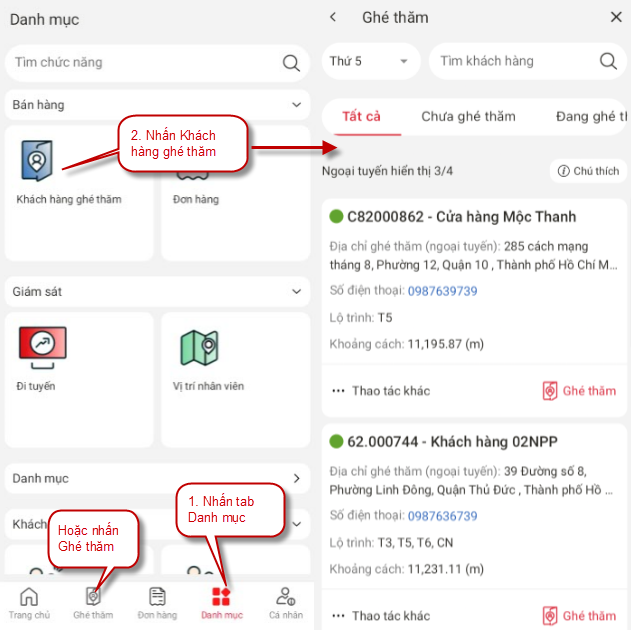 Danh mục
Tìm chức năng
Bán hàng
2. Nhấn Khách
hàng ghé thăm
Khách hàng ghé thăm
Đơn hàng
Giám sát
Đi tuyến
Vị trí nhân viên
Danh mục
1. Nhấn tab
Danh mục
Khách
Hoặc nhấn
Ghé thăm
Trang chủ
Ghé thăm
Đơn hàng
Danh mục
Cá nhân
Ghé thăm
Thứ 5
Tìm khách hàng
Tất cả
Chưa ghé thăm
Đang ghé th
Ngoại tuyến hiển thị 3/4
Chú thích
C82000862 - Cửa hàng Mộc Thanh
Địa chỉ ghé thăm (ngoại tuyến): 285 cách mạng
tháng 8, Phường 12, Quận 10 , Thành phố Hồ Chí M...
Số điện thoại: 0987639739
Lộ trình: T5
Khoảng cách: 11,195.87 (m)
Thao tác khác
Ghé thăm
62.000744 - Khách hàng 02NPP
Địa chỉ ghé thăm (ngoại tuyến): 39 Đường số 8,
Phường Linh Đông, Quận Thủ Đức , Thành phố Hồ ...
Số điện thoại: 0987636739
Lộ trình: T3, T5, T6, CN
Khoảng cách: 11,231.11 (m)
Thao tác khác
Ghé thăm